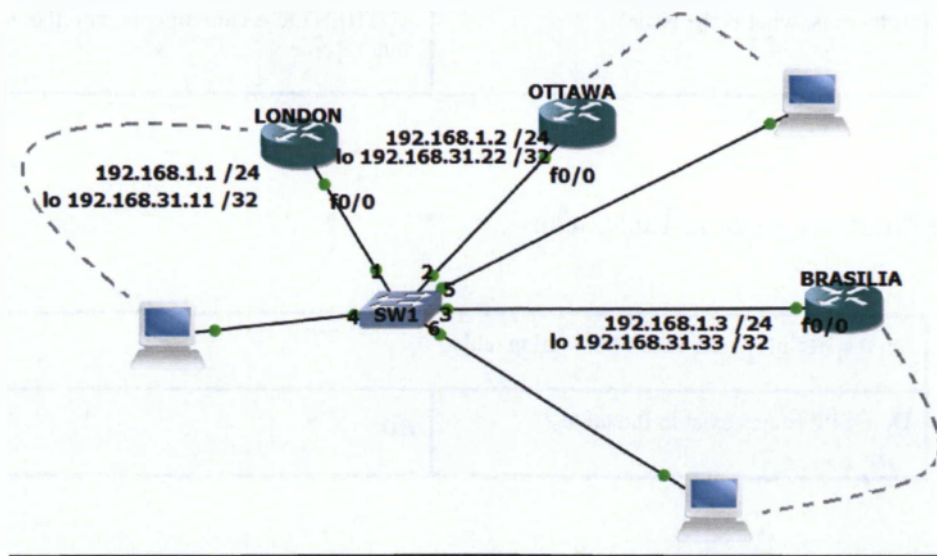 OTTAWA
LONDON
192.168.1.2 /24
lo 192.168.31.22 /32
192.168.1.1 /24
f0/0
lo 192.168.31.11 /32
f0/0
1
2
5
BRASILIA
4
SW1
3
192.168.1.3 /24
f0/0
6
lo 192.168.31.33 /32